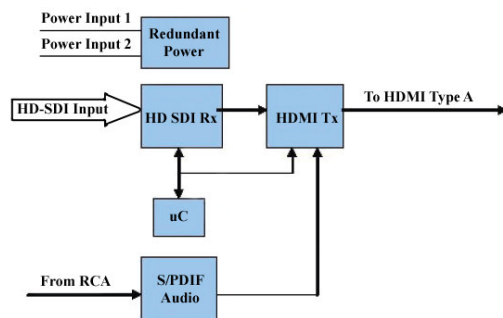 Power Input 1
Power Input 2
Redundant
Power
HD-SDI Input
HD SDI Rx
HDMI Tx
To HDMI Type A
uC
From RCA
S/PDIF
Audio